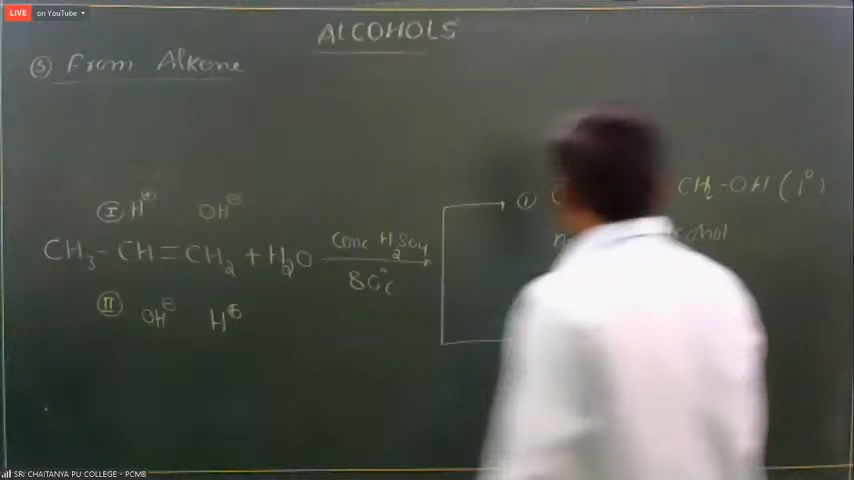 LIVE on YouTube
ALCOHOLS
③ From Alkene
Ⓘ H⊕ OH⊖
CH₃-CH=CH₂+H₂O
Conc H₂SO₄
80°C
Ⓘⓘ OH⊖ H⊕
① CH₂-OH (1°)
SRI CHAITANYA PU COLLEGE - PCMB